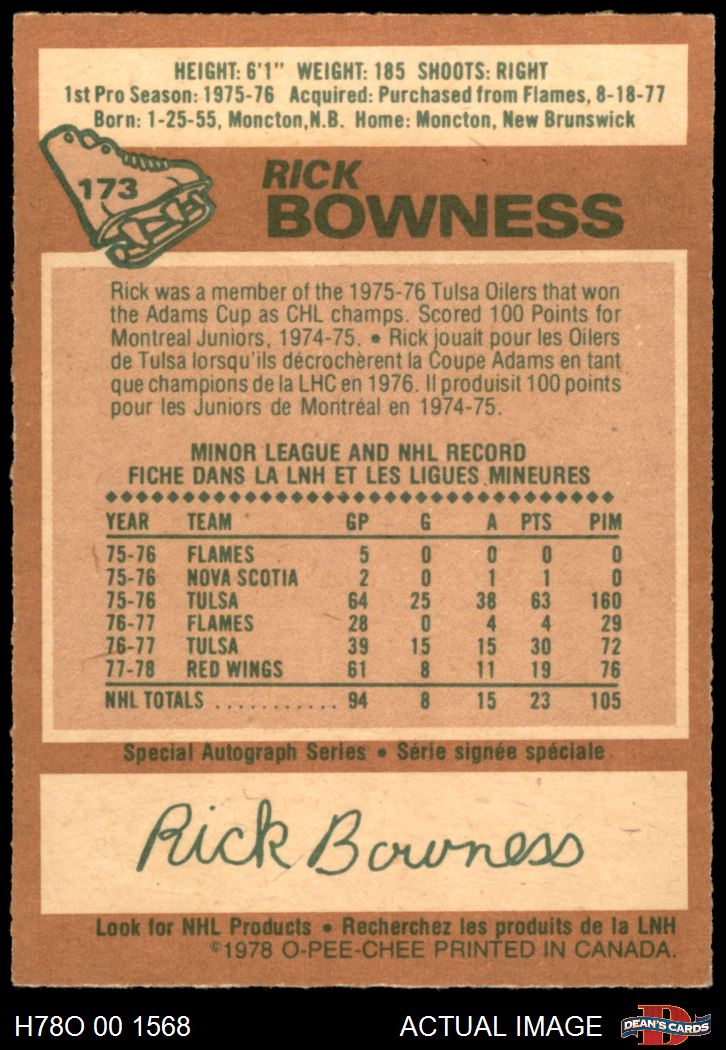 HEIGHT: 6'1" WEIGHT: 185 SHOOTS: RIGHT
1st Pro Season: 1975-76 Acquired: Purchased from Flames, 8-18-77
Born: 1-25-55, Moncton, N.B. Home: Moncton, New Brunswick
173
RICK
BOWNESS
Rick was a member of the 1975-76 Tulsa Oilers that won
the Adams Cup as CHL champs. Scored 100 Points for
Montreal Juniors, 1974-75. • Rick jouait pour les Oilers
de Tulsa lorsqu'ils décrochèrent la Coupe Adams en tant
que champions de la LHC en 1976. Il produisit 100 points
pour les Juniors de Montréal en 1974-75.
MINOR LEAGUE AND NHL RECORD
FICHE DANS LA LNH ET LES LIGUES MINEURES
YEAR TEAM GP G A PTS PIM
75-76 FLAMES 5 0 0 0 0
75-76 NOVA SCOTIA 2 0 1 1 0
75-76 TULSA 64 25 38 63 160
76-77 FLAMES 28 0 4 4 29
76-77 TULSA 39 15 15 30 72
77-78 RED WINGS 61 8 11 19 76
NHL TOTALS ........... 94 8 15 23 105
Special Autograph Series • Série signée spéciale
Rick Bowness
Look for NHL Products • Recherchez les produits de la LNH
©1978 O-PEE-CHEE PRINTED IN CANADA.
H78O 00 1568 ACTUAL IMAGE D DEAN'S CARDS